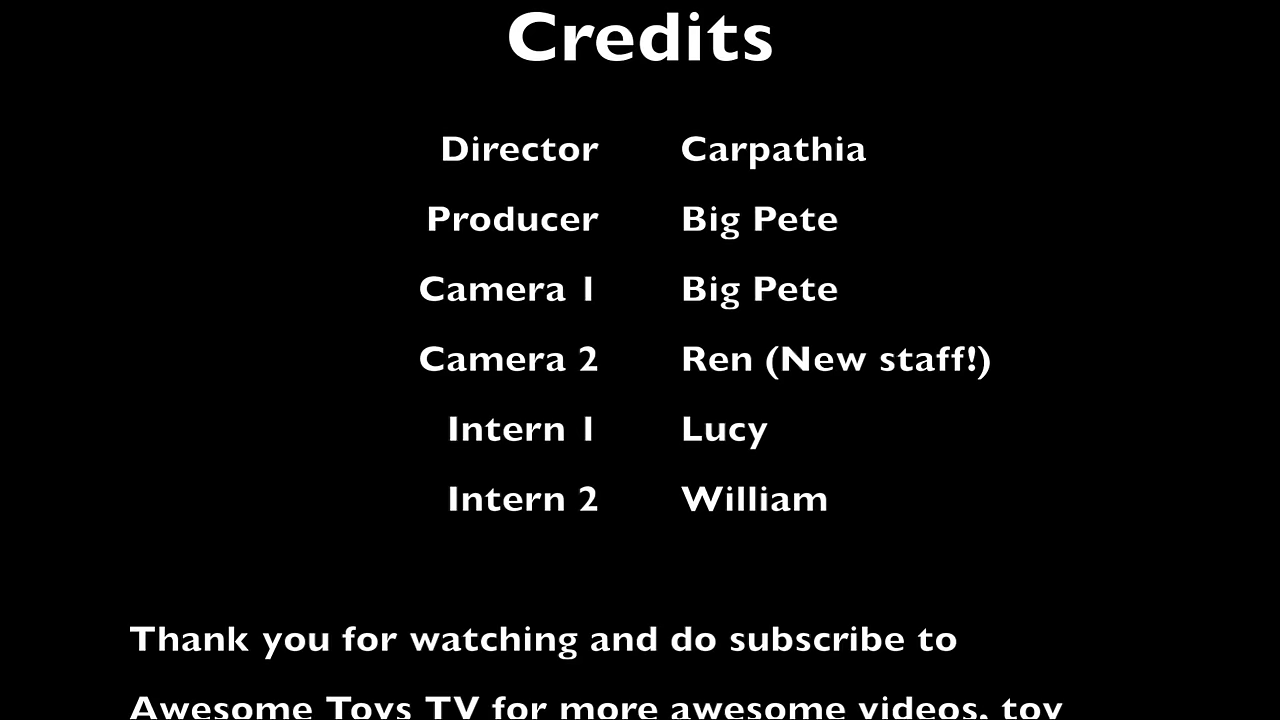 Credits
Director Carpathia
Producer Big Pete
Camera 1 Big Pete
Camera 2 Ren (New staff!)
Intern 1 Lucy
Intern 2 William
Thank you for watching and do subscribe to
Awesome Toys TV for more awesome videos, toy